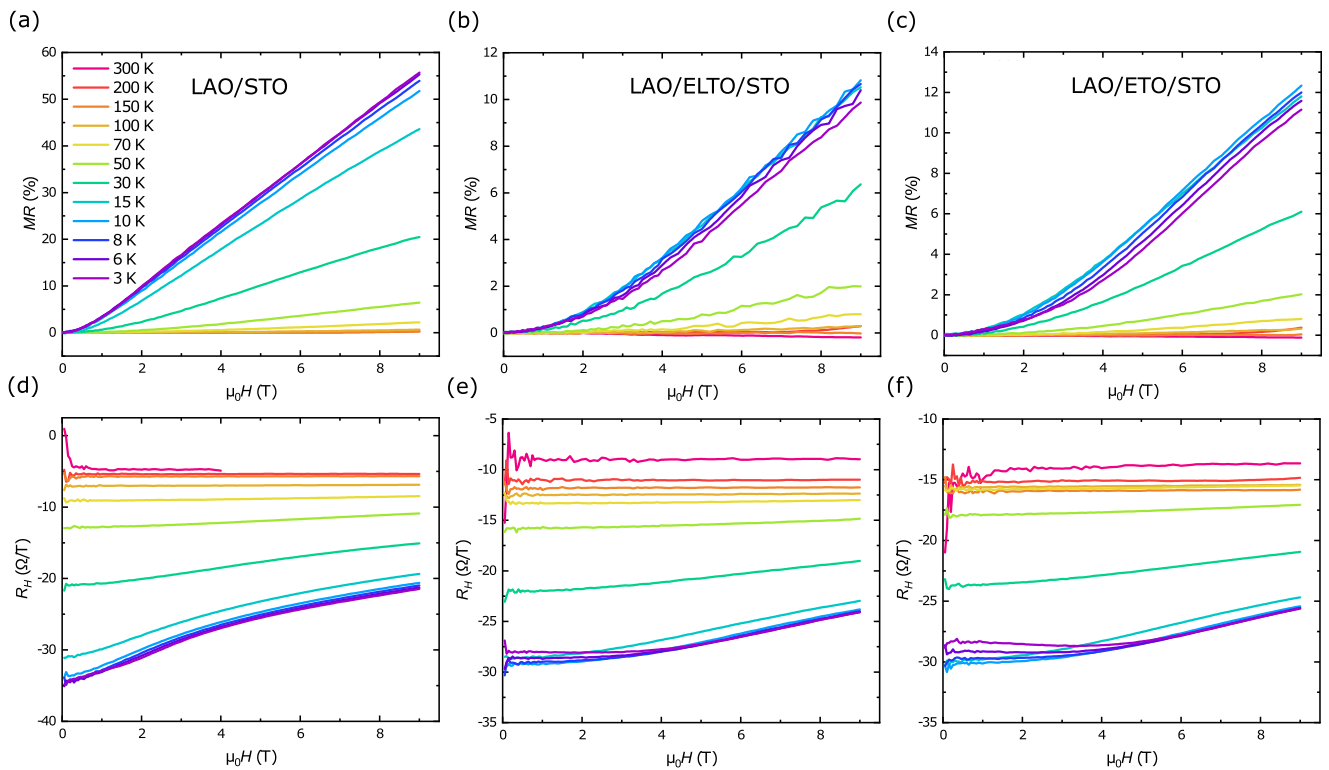 (a)
(b)
(c)
LAO/STO
LAO/ELTO/STO
LAO/ETO/STO
300 K
200 K
150 K
100 K
70 K
50 K
30 K
15 K
10 K
8 K
6 K
3 K
MR (%)
60
50
40
30
20
10
0
0 2 4 6 8
μ0H (T)
MR (%)
12
10
8
6
4
2
0
0 2 4 6 8
μ0H (T)
MR (%)
14
12
10
8
6
4
2
0
0 2 4 6 8
μ0H (T)
(d)
(e)
(f)
RH (Ω/T)
0
-10
-20
-30
-40
0 2 4 6 8
μ0H (T)
RH (Ω/T)
-5
-10
-15
-20
-25
-30
-35
0 2 4 6 8
μ0H (T)
RH (Ω/T)
-10
-15
-20
-25
-30
-35
0 2 4 6 8
μ0H (T)